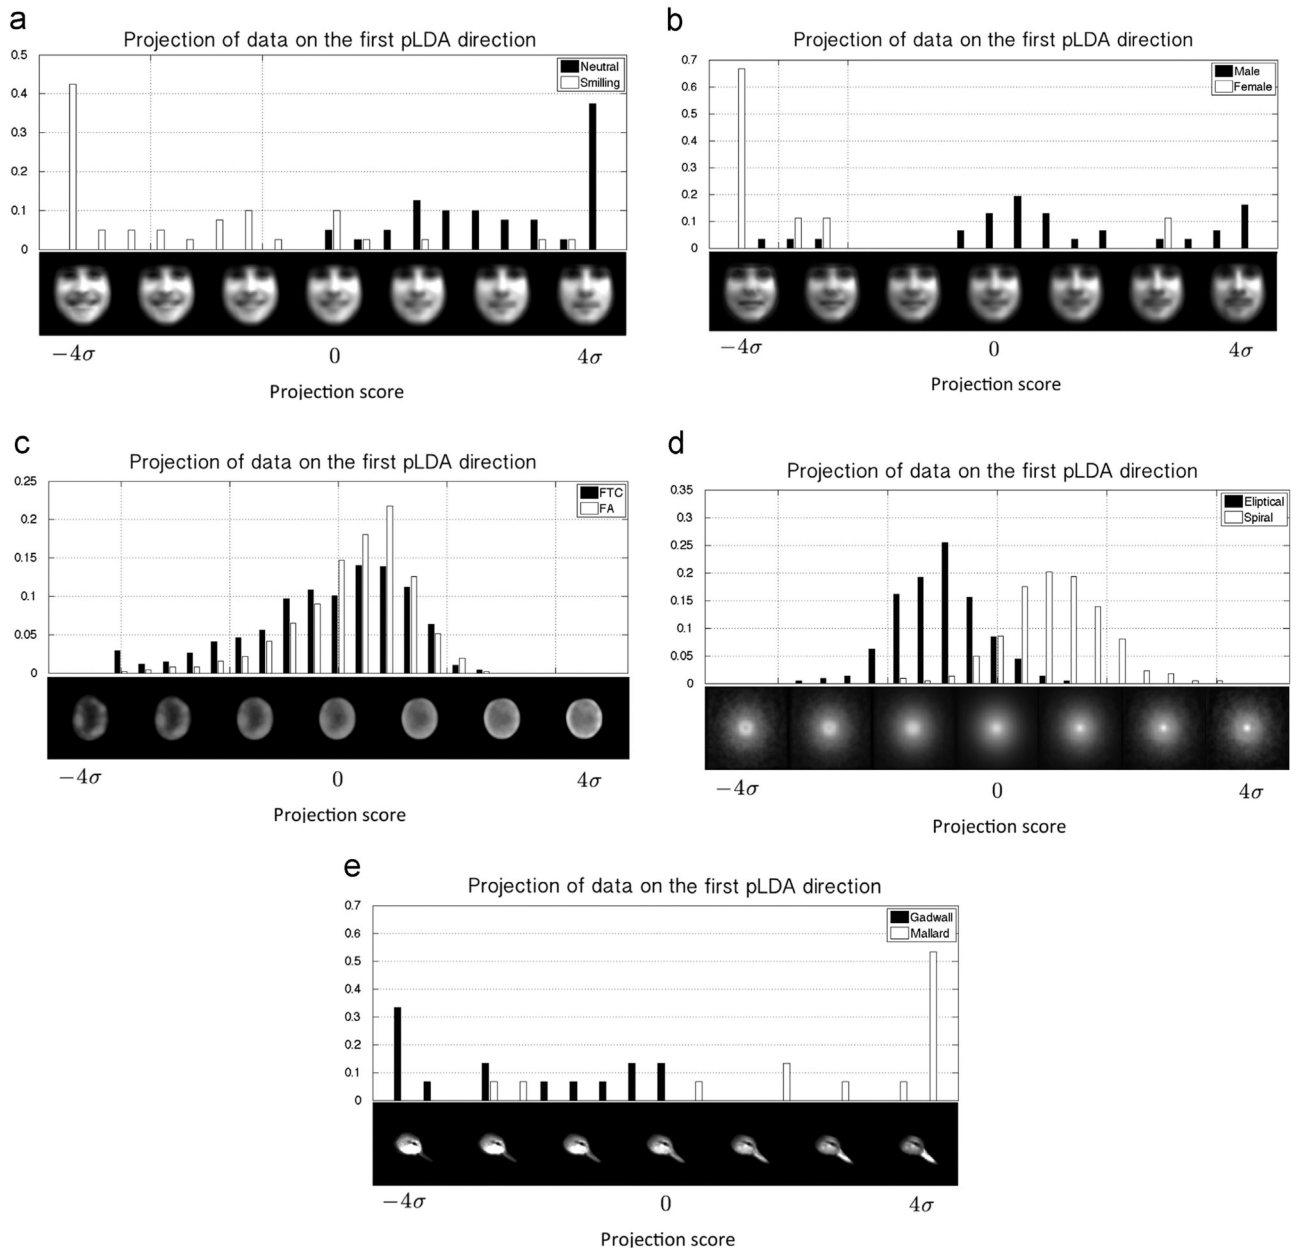 a
Projection of data on the first pLDA direction
0.5
0.4
0.3
0.2
0.1
0
Neutral
Smilling
−4σ
0
4σ
Projection score
b
Projection of data on the first pLDA direction
0.7
0.6
0.5
0.4
0.3
0.2
0.1
0
Male
Female
−4σ
0
4σ
Projection score
c
Projection of data on the first pLDA direction
0.25
0.2
0.15
0.1
0.05
0
FTC
FA
−4σ
0
4σ
Projection score
d
Projection of data on the first pLDA direction
0.35
0.3
0.25
0.2
0.15
0.1
0.05
0
Eliptical
Spiral
−4σ
0
4σ
Projection score
e
Projection of data on the first pLDA direction
0.7
0.6
0.5
0.4
0.3
0.2
0.1
0
Gadwall
Mallard
−4σ
0
4σ
Projection score